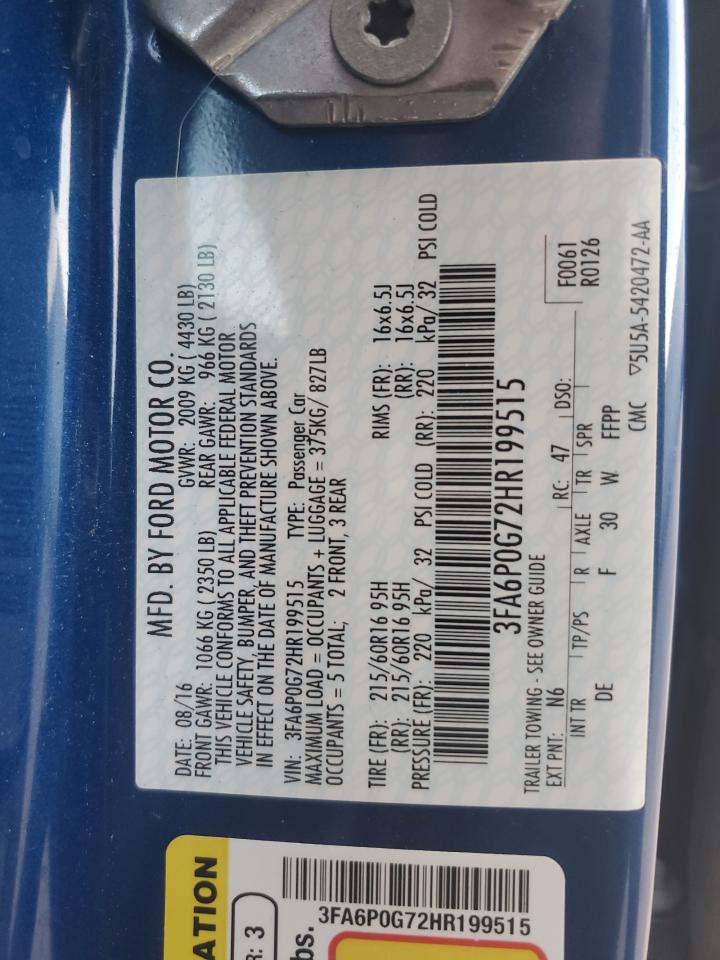 MFD. BY FORD MOTOR CO.
DATE: 08/16 GVWR: 2009 KG ( 4430 LB)
FRONT GAWR: 1066 KG ( 2350 LB) REAR GAWR: 966 KG ( 2130 LB)
THIS VEHICLE CONFORMS TO ALL APPLICABLE FEDERAL MOTOR
VEHICLE SAFETY, BUMPER, AND THEFT PREVENTION STANDARDS
IN EFFECT ON THE DATE OF MANUFACTURE SHOWN ABOVE.
VIN: 3FA6P0G72HR199515 TYPE: Passenger Car
MAXIMUM LOAD = OCCUPANTS + LUGGAGE = 375KG/ 827LB
OCCUPANTS = 5 TOTAL; 2 FRONT, 3 REAR
TIRE (FR): 215/60R16 95H RIMS (FR): 16x6.5J
(RR): 215/60R16 95H (RR): 16x6.5J
PRESSURE (FR): 220 kPa/ 32 PSI COLD (RR): 220 kPa/ 32 PSI COLD
3FA6P0G72HR199515
TRAILER TOWING - SEE OWNER GUIDE
EXT PNT: N6 RC: 47 DSO: F0061
R0126
INT TR TP/PS R AXLE TR SPR
DE F 30 W FFPP
CMC ▽5U5A-5420472-AA
ATION
R: 3
bs.
3FA6P0G72HR199515